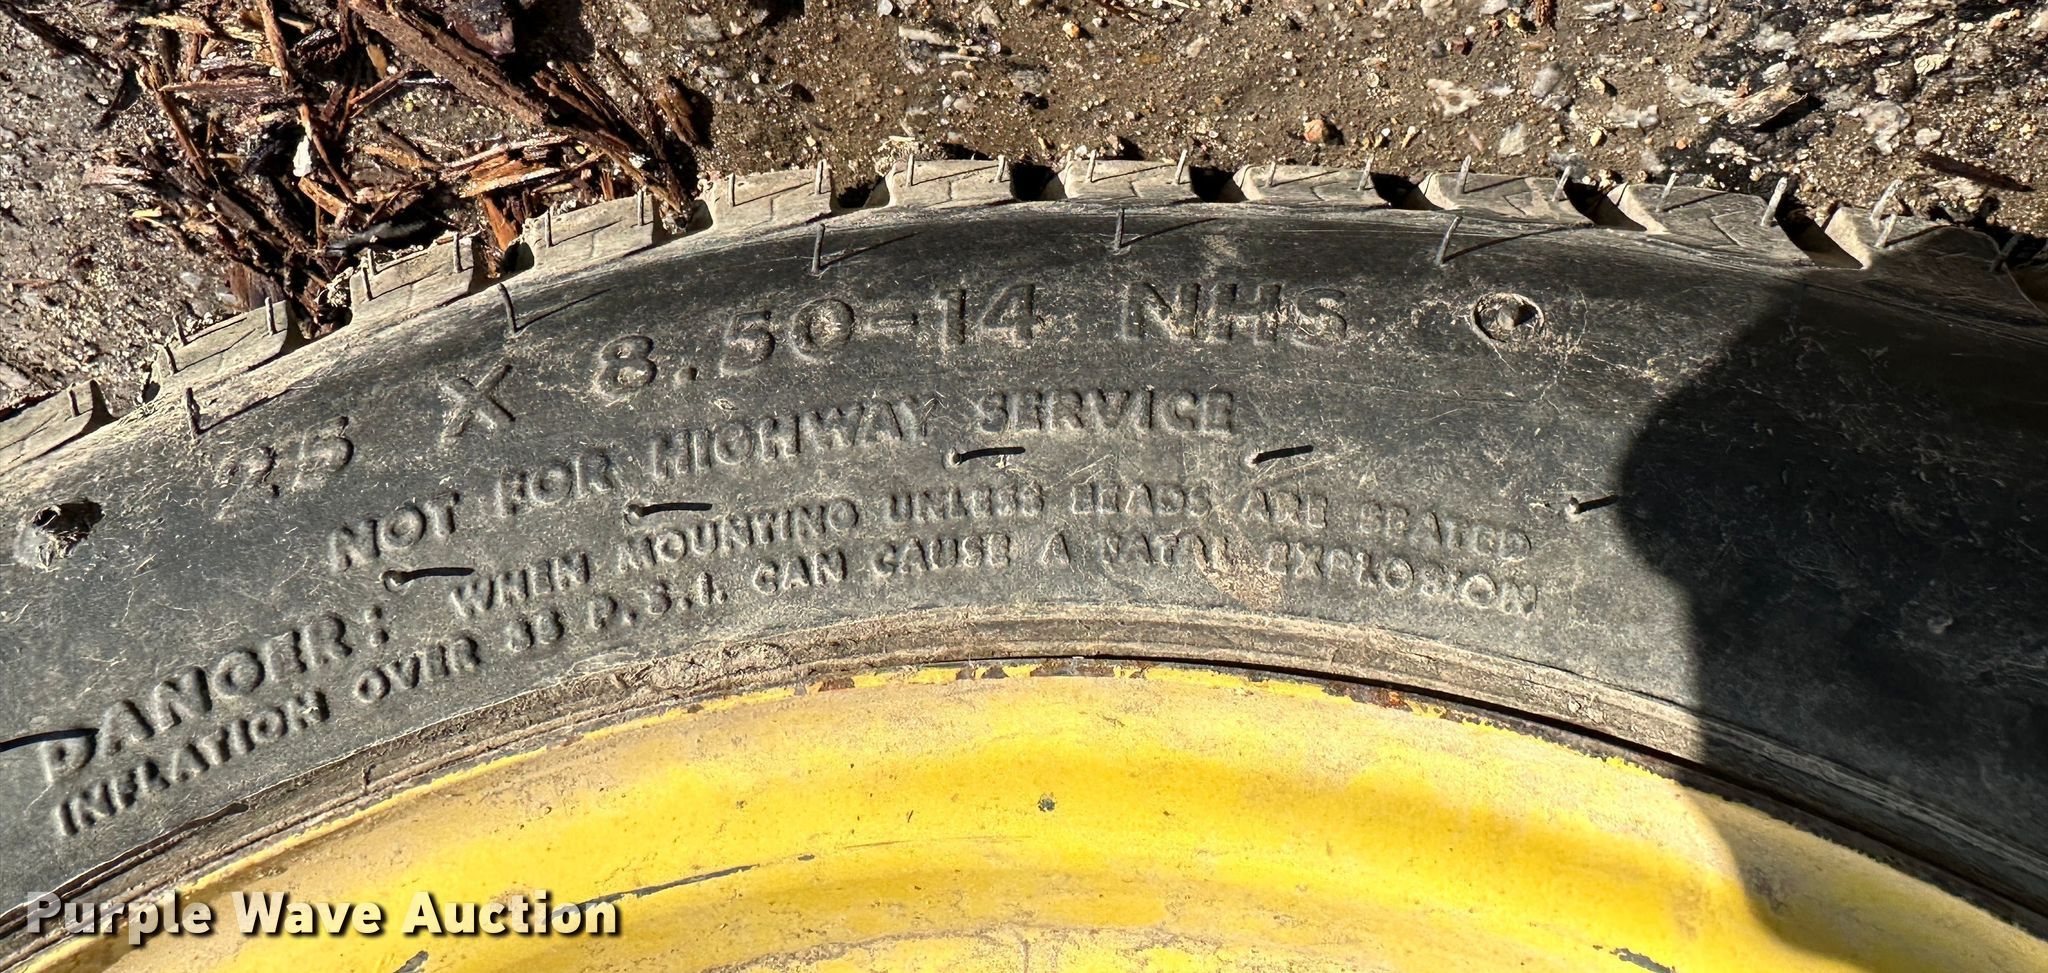 25 X 8.50-14 NHS
NOT FOR HIGHWAY SERVICE
DANGER: WHEN MOUNTING UNLESS BEADS ARE SEATED
INFLATION OVER 35 P.S.I. CAN CAUSE A FATAL EXPLOSION
Purple Wave Auction